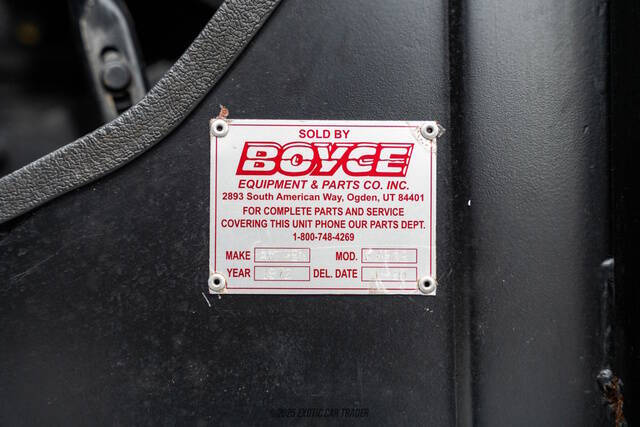 SOLD BY
BOYCE
EQUIPMENT & PARTS CO. INC.
2893 South American Way, Ogden, UT 84401
FOR COMPLETE PARTS AND SERVICE
COVERING THIS UNIT PHONE OUR PARTS DEPT.
1-800-748-4269
MAKE MOD.
YEAR DEL. DATE
©2025 EXOTIC CAR TRADER